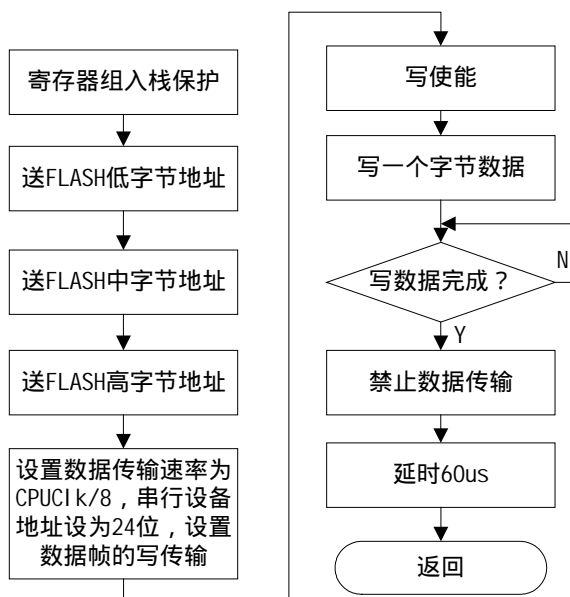 寄存器组入栈保护
送FLASH低字节地址
送FLASH中字节地址
送FLASH高字节地址
设置数据传输速率为
CPUClk/8，串行设备
地址设为24位，设置
数据帧的写传输
写使能
写一个字节数据
写数据完成？
N
Y
禁止数据传输
延时60us
返回